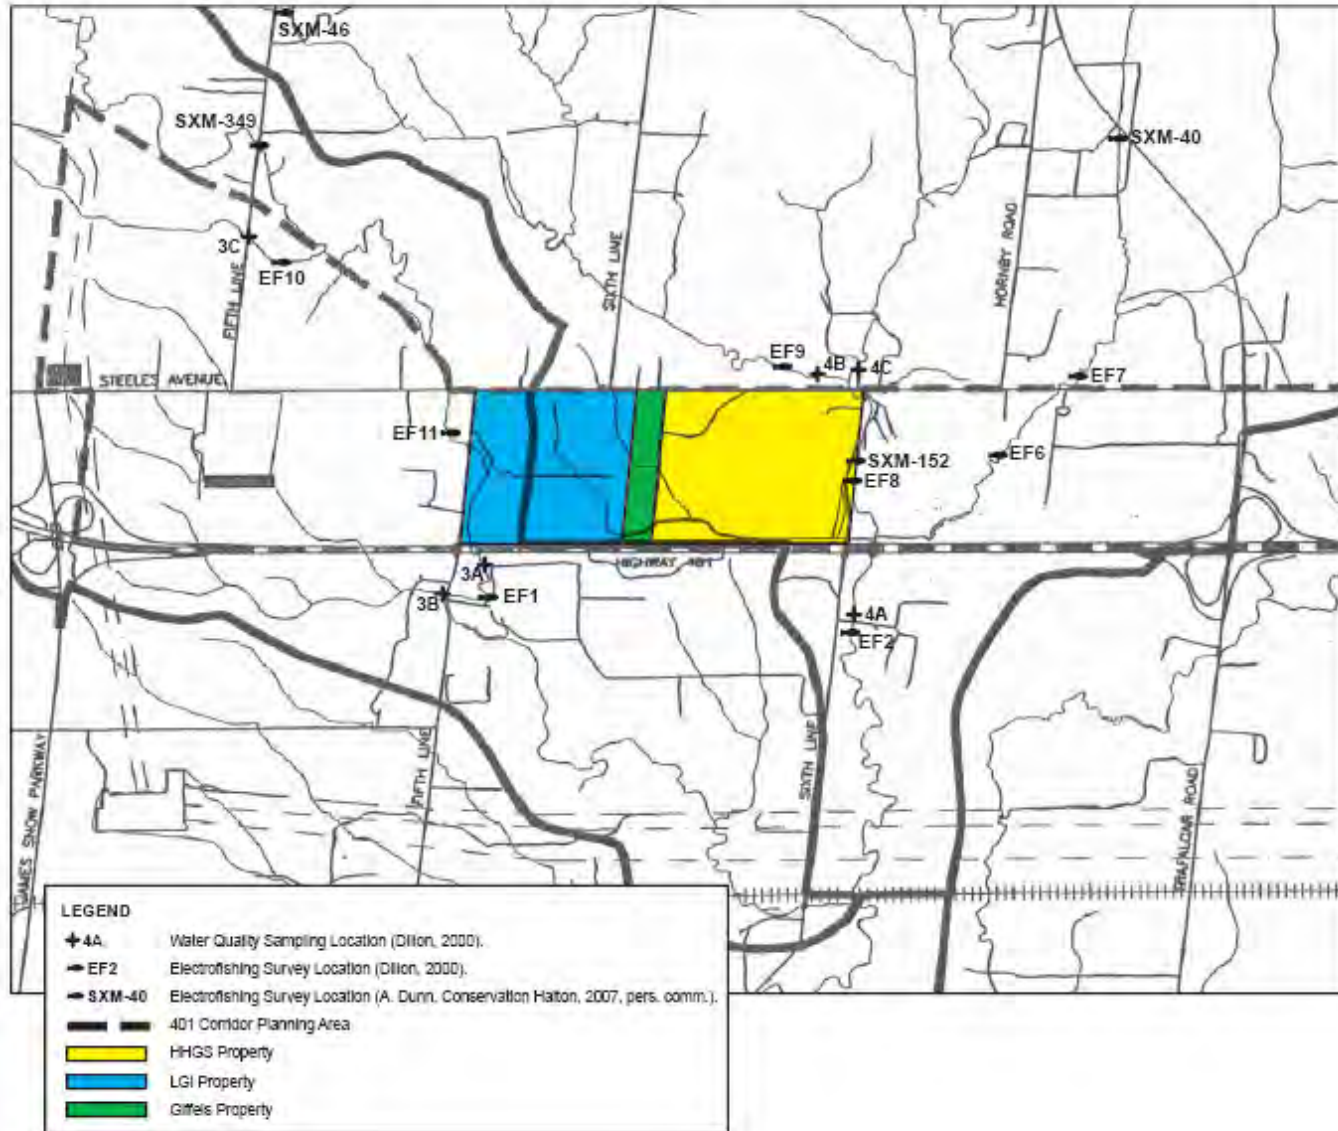 SXM-46
SXM-349
SXM-40
3C
EF10
FIFTH LINE
SIXTH LINE
HORNBY ROAD
EF9
4B
4C
EF7
STEELES AVENUE
EF11
SXM-152
EF8
EF6
HIGHWAY 401
3A
3B
EF1
4A
EF2
JAMES SNOW PARKWAY
FIFTH LINE
SIXTH LINE
TRAFALGAR ROAD
LEGEND
4A. Water Quality Sampling Location (Dillon, 2000).
EF2 Electrofishing Survey Location (Dillon, 2000).
SXM-40 Electrofishing Survey Location (A. Dunn, Conservation Halton, 2007, pers. comm.).
401 Corridor Planning Area
HHGS Property
LGI Property
Giffels Property